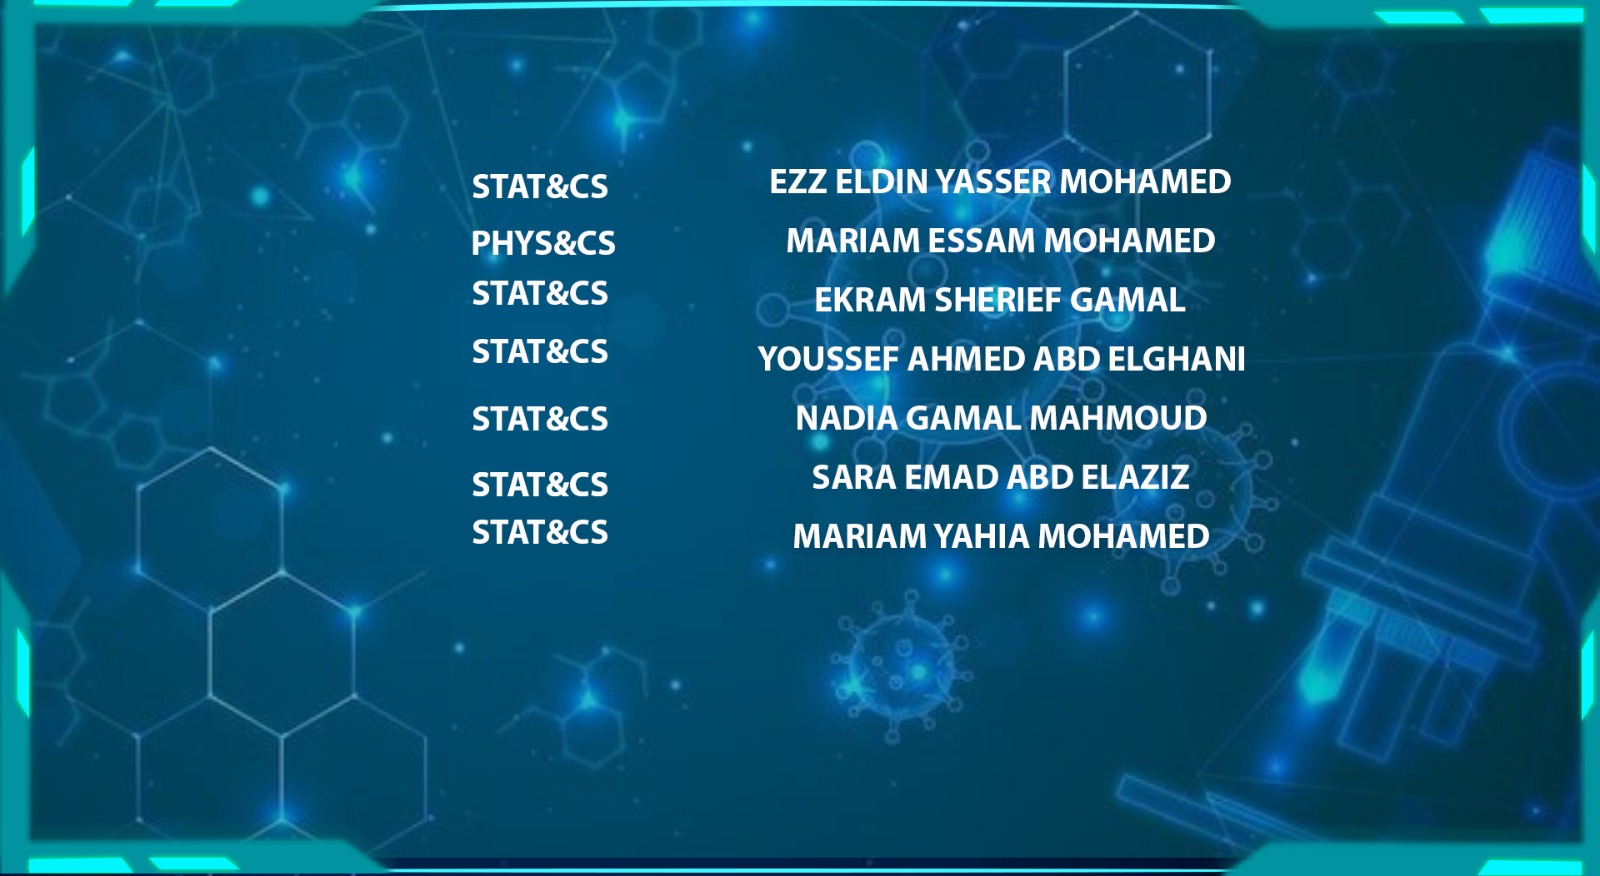 STAT&CS EZZ ELDIN YASSER MOHAMED
PHYS&CS MARIAM ESSAM MOHAMED
STAT&CS EKRAM SHERIEF GAMAL
STAT&CS YOUSSEF AHMED ABD ELGHANI
STAT&CS NADIA GAMAL MAHMOUD
STAT&CS SARA EMAD ABD ELAZIZ
STAT&CS MARIAM YAHIA MOHAMED